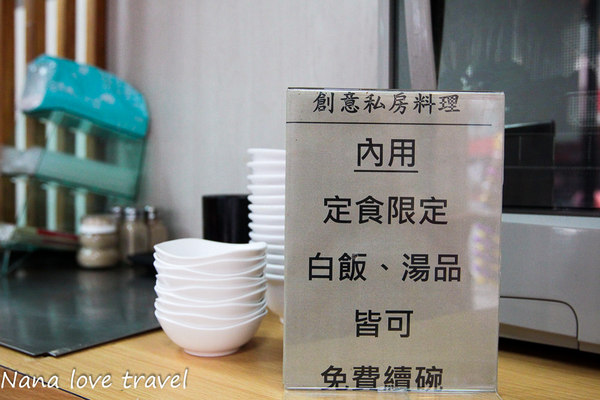 創意私房料理
內用
定食限定
白飯、湯品
皆可
免費續碗
Nana love travel